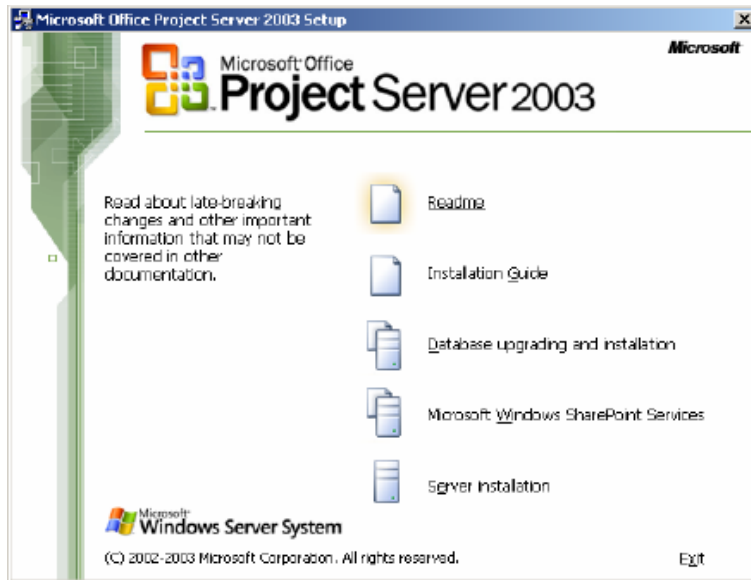 Microsoft Office Project Server 2003 Setup
Microsoft
Microsoft Office
Project Server 2003
Read about late-breaking
changes and other important
information that may not be
covered in other
documentation.
Readme
Installation Guide
Database upgrading and installation
Microsoft Windows SharePoint Services
Server installation
Microsoft
Windows Server System
(C) 2002-2003 Microsoft Corporation. All rights reserved.
Exit